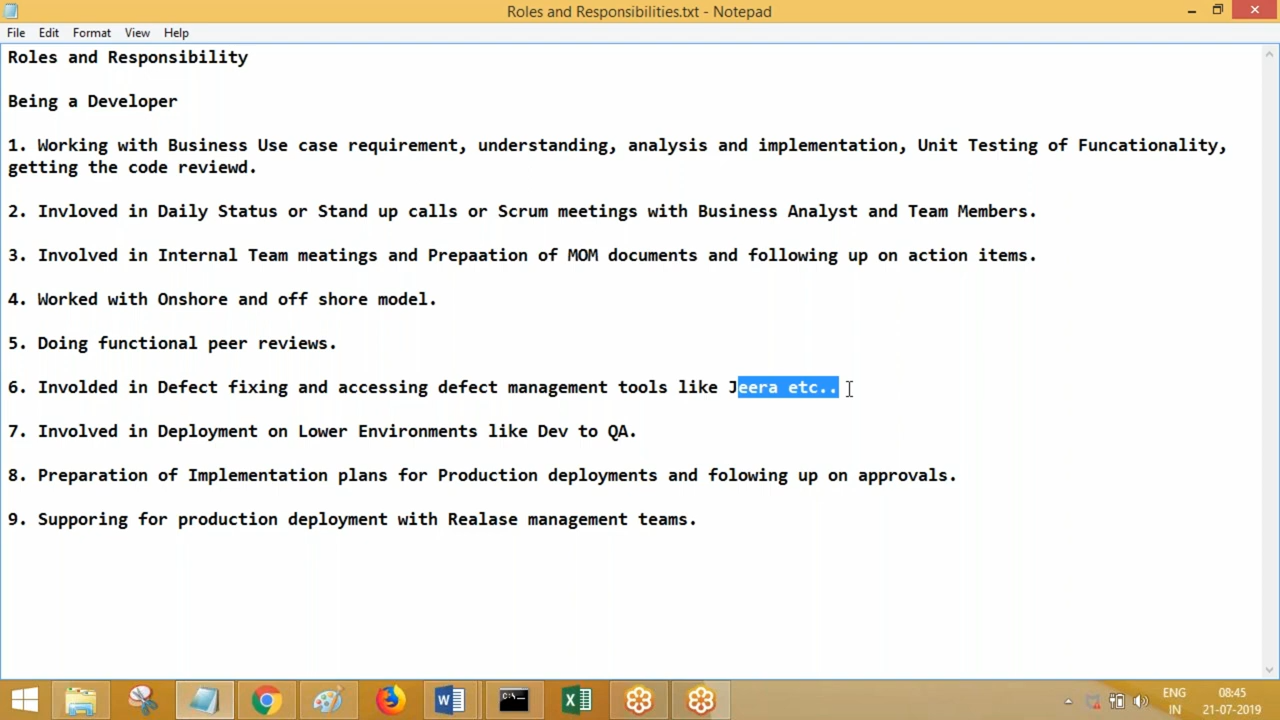 Roles and Responsibilities.txt - Notepad
File Edit Format View Help
Roles and Responsibility
Being a Developer
1. Working with Business Use case requirement, understanding, analysis and implementation, Unit Testing of Funcationality,
getting the code reviewd.
2. Invloved in Daily Status or Stand up calls or Scrum meetings with Business Analyst and Team Members.
3. Involved in Internal Team meatings and Prepaation of MOM documents and following up on action items.
4. Worked with Onshore and off shore model.
5. Doing functional peer reviews.
6. Involded in Defect fixing and accessing defect management tools like Jeera etc..
7. Involved in Deployment on Lower Environments like Dev to QA.
8. Preparation of Implementation plans for Production deployments and folowing up on approvals.
9. Supporing for production deployment with Realase management teams.
ENG 08:45
IN 21-07-2019